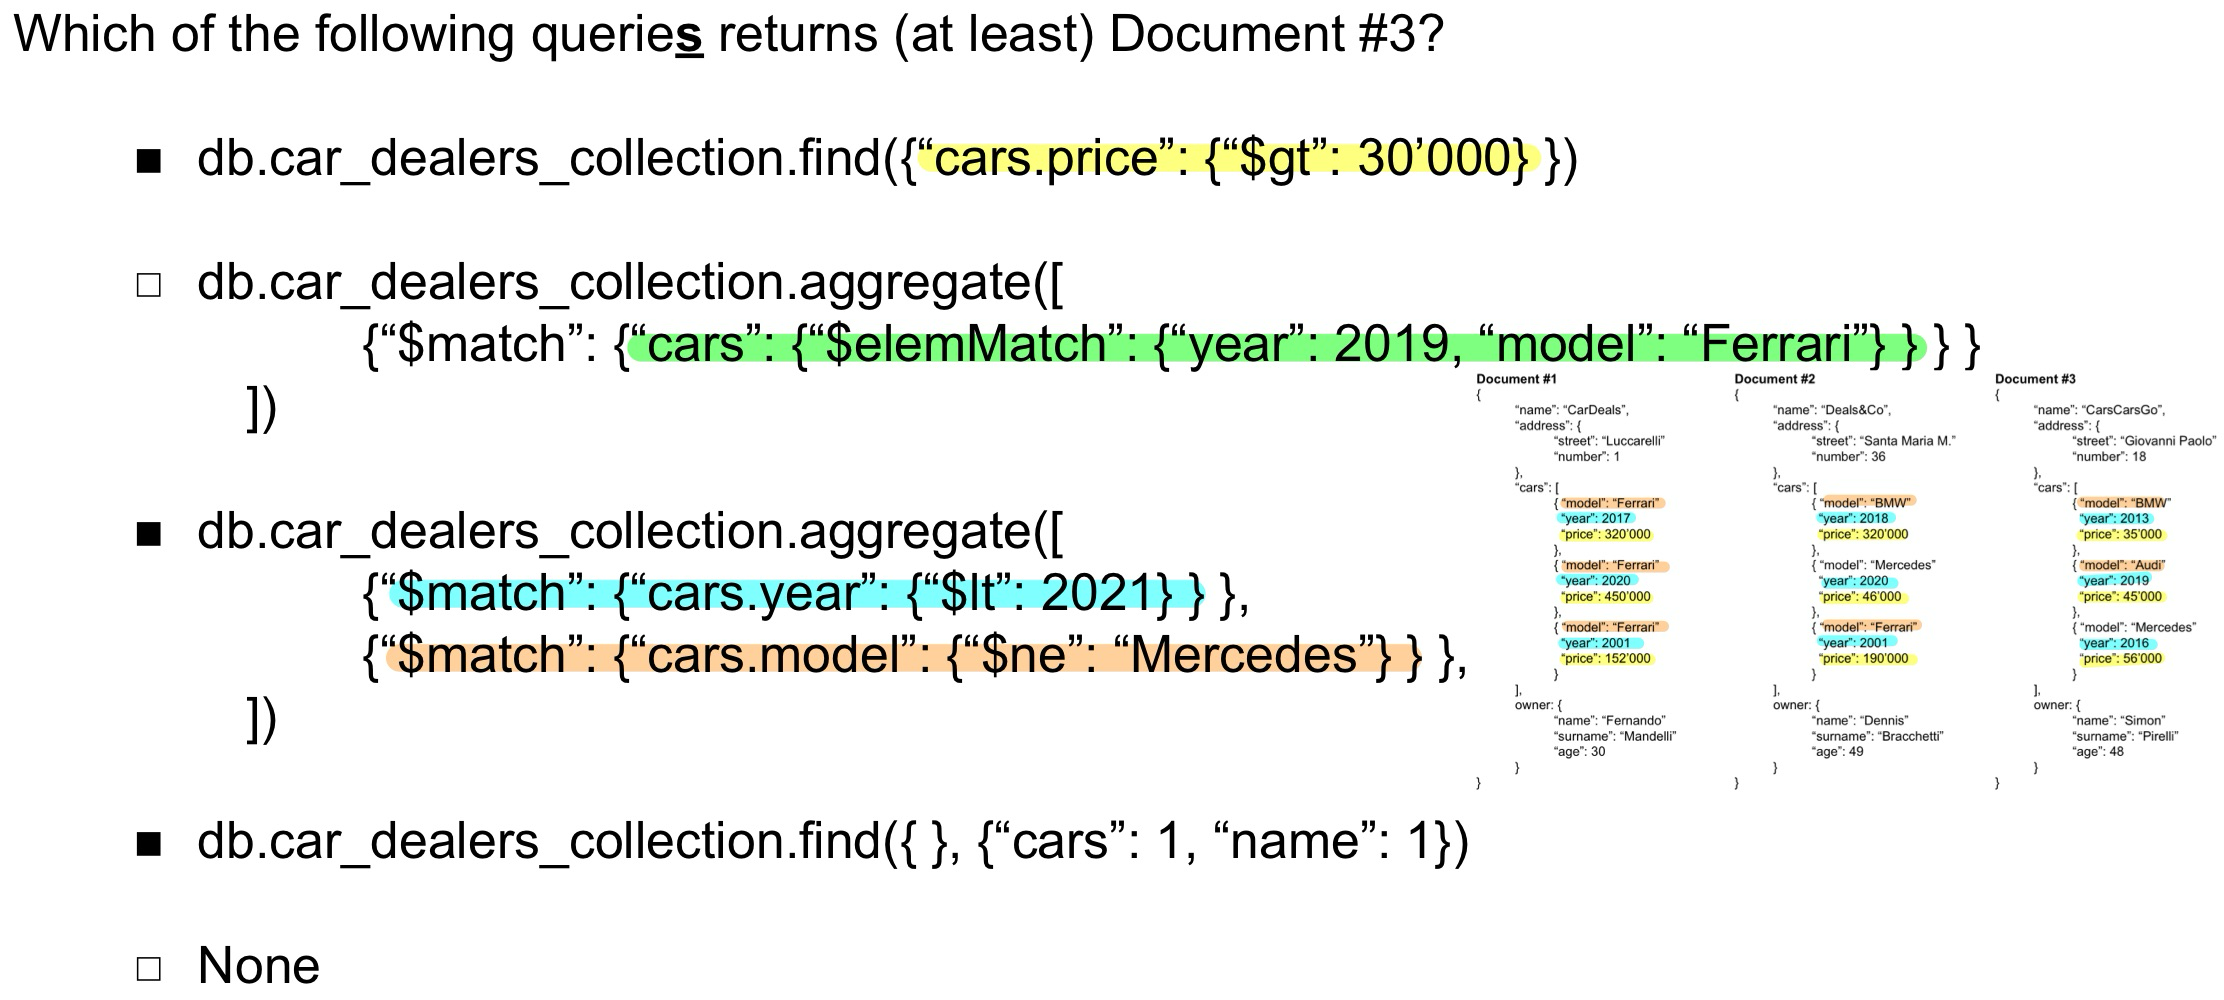 Which of the following queries returns (at least) Document #3?
■ db.car_dealers_collection.find({“cars.price”: {“$gt”: 30’000} })
□ db.car_dealers_collection.aggregate([
{“$match”: {“cars”: {“$elemMatch”: {“year”: 2019, “model”: “Ferrari”} } } }
])
■ db.car_dealers_collection.aggregate([
{“$match”: {“cars.year”: {“$lt”: 2021} } },
{“$match”: {“cars.model”: {“$ne”: “Mercedes”} } },
])
■ db.car_dealers_collection.find({ }, {“cars”: 1, “name”: 1})
□ None
Document #1
{
“name”: “CarDeals”,
“address”: {
“street”: “Luccarelli”
“number”: 1
},
“cars”: [
{ “model”: “Ferrari”
“year”: 2017
“price”: 320’000
},
{ “model”: “Ferrari”
“year”: 2020
“price”: 450’000
},
{ “model”: “Ferrari”
“year”: 2001
“price”: 152’000
}
],
owner: {
“name”: “Fernando”
“surname”: “Mandelli”
“age”: 30
}
}
Document #2
{
“name”: “Deals&Co”,
“address”: {
“street”: “Santa Maria M.”
“number”: 36
},
“cars”: [
{ “model”: “BMW”
“year”: 2018
“price”: 320’000
},
{ “model”: “Mercedes”
“year”: 2020
“price”: 46’000
},
{ “model”: “Ferrari”
“year”: 2001
“price”: 190’000
}
],
owner: {
“name”: “Dennis”
“surname”: “Bracchetti”
“age”: 49
}
}
Document #3
{
“name”: “CarsCarsGo”,
“address”: {
“street”: “Giovanni Paolo”
“number”: 18
},
“cars”: [
{ “model”: “BMW”
“year”: 2013
“price”: 35’000
},
{ “model”: “Audi”
“year”: 2019
“price”: 45’000
},
{ “model”: “Mercedes”
“year”: 2016
“price”: 56’000
}
],
owner: {
“name”: “Simon”
“surname”: “Pirelli”
“age”: 48
}
}